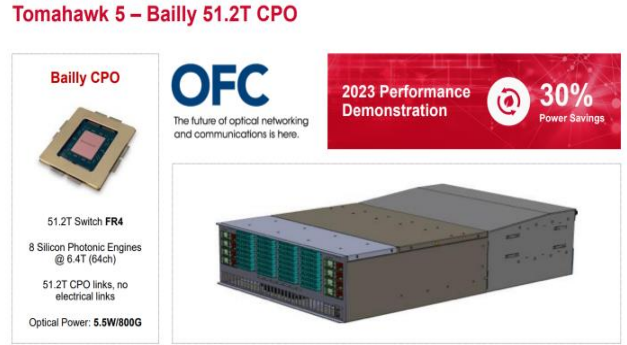 Tomahawk 5 – Bailly 51.2T CPO
Bailly CPO
51.2T Switch FR4
8 Silicon Photonic Engines
@ 6.4T (64ch)
51.2T CPO links, no
electrical links
Optical Power: 5.5W/800G
OFC
The future of optical networking
and communications is here.
2023 Performance
Demonstration
30%
Power Savings